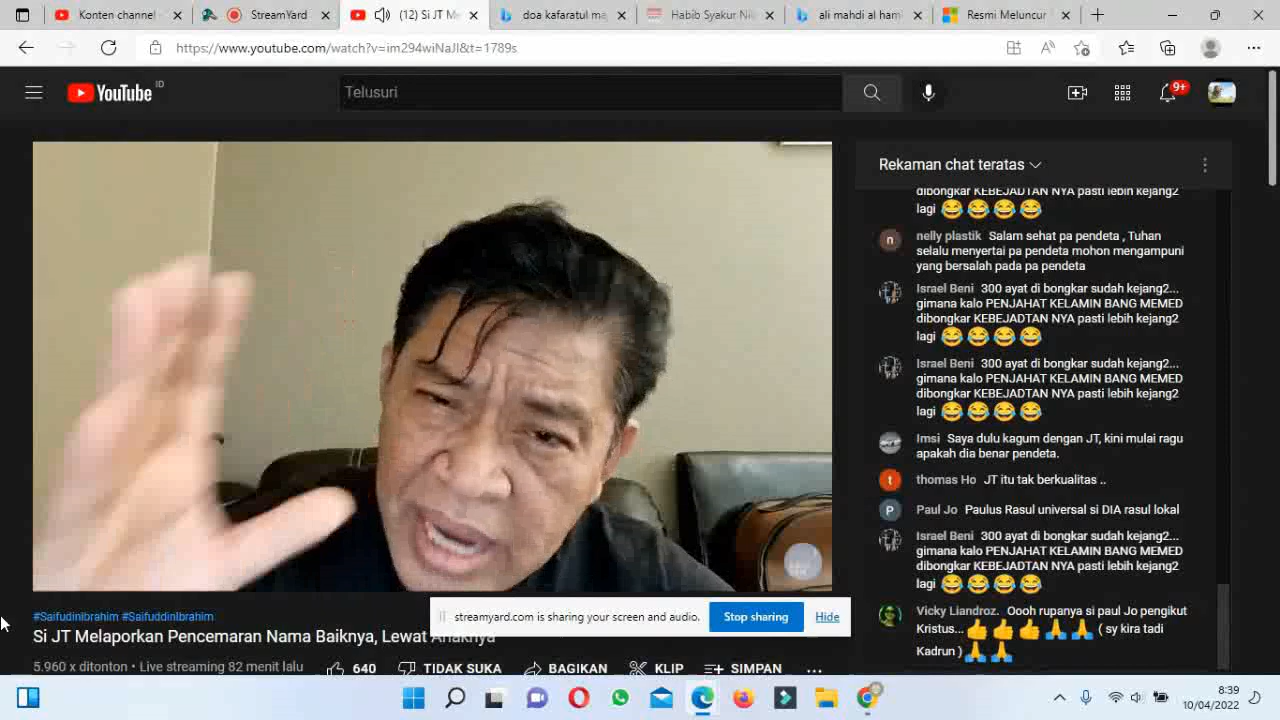 Konten channel -
StreamYard
(12) Si JT Me
doa kafaratul maj
Habib Syakur Nil
ali mahdi al ham
Resmi Meluncur
https://www.youtube.com/watch?v=im294wiNaJI&t=1789s
YouTube ID
Telusuri
9+
Rekaman chat teratas
dibongkar KEBEJADTAN NYA pasti lebih kejang2
lagi 😂😂😂😂
nelly plastik Salam sehat pa pendeta , Tuhan
selalu menyertai pa pendeta mohon mengampuni
yang bersalah pada pa pendeta
Israel Beni 300 ayat di bongkar sudah kejang2...
gimana kalo PENJAHAT KELAMIN BANG MEMED
dibongkar KEBEJADTAN NYA pasti lebih kejang2
lagi 😂😂😂😂
Israel Beni 300 ayat di bongkar sudah kejang2...
gimana kalo PENJAHAT KELAMIN BANG MEMED
dibongkar KEBEJADTAN NYA pasti lebih kejang2
lagi 😂😂😂😂
Imsi Saya dulu kagum dengan JT, kini mulai ragu
apakah dia benar pendeta.
t thomas Ho JT itu tak berkualitas ..
P Paul Jo Paulus Rasul universal si DIA rasul lokal
Israel Beni 300 ayat di bongkar sudah kejang2...
gimana kalo PENJAHAT KELAMIN BANG MEMED
dibongkar KEBEJADTAN NYA pasti lebih kejang2
lagi 😂😂😂😂
Vicky Liandroz. Oooh rupanya si paul Jo pengikut
Kristus... 👍👍👍🙏🙏 ( sy kira tadi
Kadrun ) 🙏🙏
#SaifudinIbrahim #SaifuddinIbrahim
Si JT Melaporkan Pencemaran Nama Baiknya, Lewat Anaknya
streamyard.com is sharing your screen and audio.
Stop sharing
Hide
5.960 x ditonton • Live streaming 82 menit lalu
640
TIDAK SUKA
BAGIKAN
KLIP
SIMPAN
8:39
10/04/2022